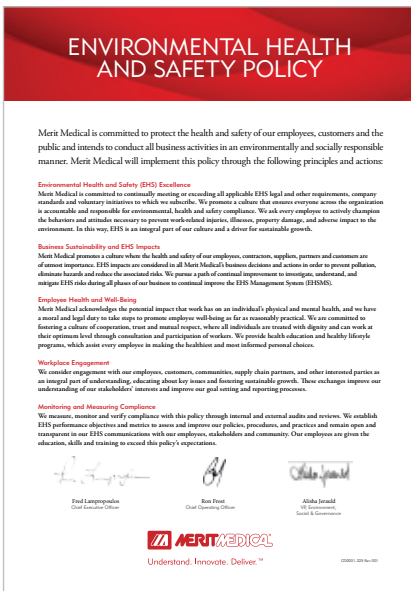 ENVIRONMENTAL HEALTH
AND SAFETY POLICY
Merit Medical is committed to protect the health and safety of our employees, customers and the
public and intends to conduct all business activities in an environmentally and socially responsible
manner. Merit Medical will implement this policy through the following principles and actions:
Environmental Health and Safety (EHS) Excellence
Merit Medical is committed to continually meeting or exceeding all applicable EHS legal and other requirements, company
standards and voluntary initiatives to which we subscribe. We promote a culture that ensures everyone across the organization
is accountable and responsible for environmental, health and safety compliance. We ask every employee to actively champion
the behaviors and attitudes necessary to prevent work-related injuries, illnesses, property damage, and adverse impact to the
environment. In this way, EHS is an integral part of our culture and a driver for sustainable growth.
Business Sustainability and EHS Impacts
Merit Medical promotes a culture where the health and safety of our employees, contractors, suppliers, partners and customers are
of utmost importance. EHS impacts are considered in all Merit Medical's business decisions and actions in order to prevent pollution,
eliminate hazards and reduce the associated risks. We pursue a path of continual improvement to investigate, understand, and
mitigate EHS risks during all phases of our business to continual improve the EHS Management System (EHSMS).
Employee Health and Well-Being
Merit Medical acknowledges the potential impact that work has on an individual's physical and mental health, and we have
a moral and legal duty to take steps to promote employee well-being as far as reasonably practical. We are committed to
fostering a culture of cooperation, trust and mutual respect, where all individuals are treated with dignity and can work at
their optimum level through consultation and participation of workers. We provide health education and healthy lifestyle
programs, which assist every employee in making the healthiest and most informed personal choices.
Workplace Engagement
We consider engagement with our employees, customers, communities, supply chain partners, and other interested parties as
an integral part of understanding, educating about key issues and fostering sustainable growth. These exchanges improve our
understanding of our stakeholders' interests and improve our goal setting and reporting processes.
Monitoring and Measuring Compliance
We measure, monitor and verify compliance with this policy through internal and external audits and reviews. We establish
EHS performance objectives and metrics to assess and improve our policies, procedures, and practices and remain open and
transparent in our EHS communications with our employees, stakeholders and community. Our employees are given the
education, skills and training to exceed this policy's expectations.
Fred Lampropoulos
Chief Executive Officer
Ron Frost
Chief Operating Officer
Alisha Jerauld
VP, Environment,
Social & Governance
MERIT MEDICAL
Understand. Innovate. Deliver.™